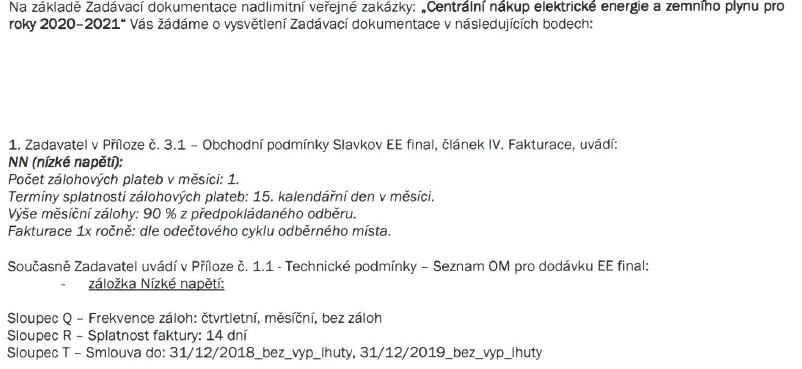 Na základě Zadávací dokumentace nadlimitní veřejné zakázky: „Centrální nákup elektrické energie a zemního plynu pro
roky 2020–2021“ Vás žádáme o vysvětlení Zadávací dokumentace v následujících bodech:
1. Zadavatel v Příloze č. 3.1 – Obchodní podmínky Slavkov EE final, článek IV. Fakturace, uvádí:
NN (nízké napětí):
Počet zálohových plateb v měsíci: 1.
Termíny splatnosti zálohových plateb: 15. kalendářní den v měsíci.
Výše měsíční zálohy: 90 % z předpokládaného odběru.
Fakturace 1x ročně: dle odečtového cyklu odběrného místa.
Současně Zadavatel uvádí v Příloze č. 1.1 - Technické podmínky – Seznam OM pro dodávku EE final:
- záložka Nízké napětí:
Sloupec Q – Frekvence záloh: čtvrtletní, měsíční, bez záloh
Sloupec R – Splatnost faktury: 14 dní
Sloupec T – Smlouva do: 31/12/2018_bez_vyp_lhuty, 31/12/2019_bez_vyp_lhuty